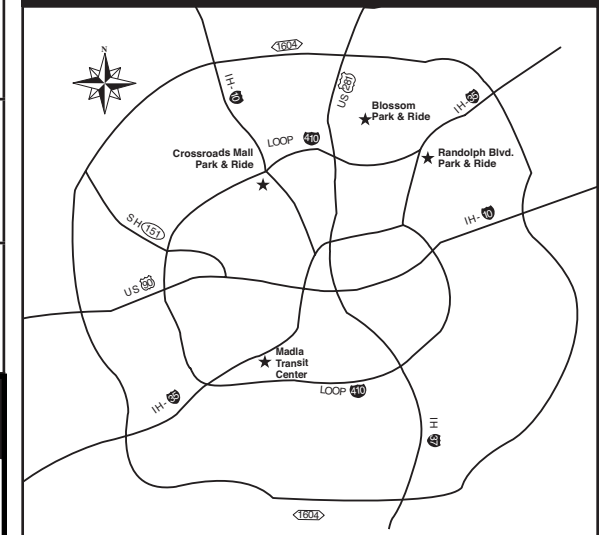 N
1604
IH-10
US 281
Blossom
Park & Ride
IH-35
LOOP 410
Crossroads Mall
Park & Ride
Randolph Blvd.
Park & Ride
SH 151
IH-10
US 90
Madla
Transit
Center
LOOP 410
IH-35
IH 37
1604